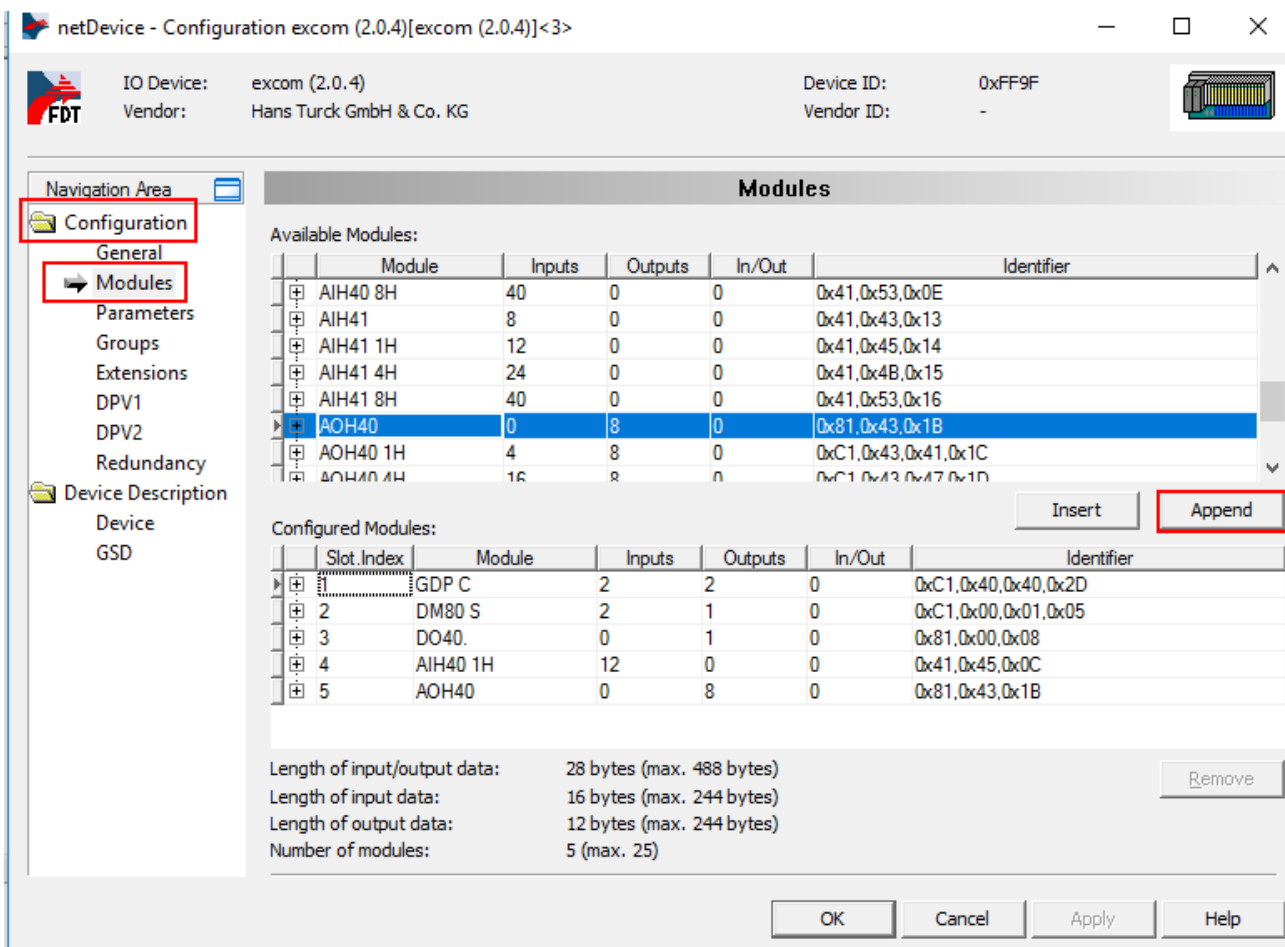 netDevice - Configuration excom (2.0.4)[excom (2.0.4)]<3>
IO Device: excom (2.0.4) Device ID: 0xFF9F
Vendor: Hans Turck GmbH & Co. KG Vendor ID: -
FDT
Navigation Area
Configuration
General
Modules
Parameters
Groups
Extensions
DPV1
DPV2
Redundancy
Device Description
Device
GSD
Modules
Available Modules:
Module Inputs Outputs In/Out Identifier
AIH40 8H 40 0 0 0x41,0x53,0x0E
AIH41 8 0 0 0x41,0x43,0x13
AIH41 1H 12 0 0 0x41,0x45,0x14
AIH41 4H 24 0 0 0x41,0x4B,0x15
AIH41 8H 40 0 0 0x41,0x53,0x16
AOH40 0 8 0 0x81,0x43,0x1B
AOH40 1H 4 8 0 0xC1,0x43,0x41,0x1C
AOH40 4H 16 8 0 0xC1,0x43,0x47,0x1D
Insert Append
Configured Modules:
Slot.Index Module Inputs Outputs In/Out Identifier
1 GDP C 2 2 0 0xC1,0x40,0x40,0x2D
2 DM80 S 2 1 0 0xC1,0x00,0x01,0x05
3 DO40. 0 1 0 0x81,0x00,0x08
4 AIH40 1H 12 0 0 0x41,0x45,0x0C
5 AOH40 0 8 0 0x81,0x43,0x1B
Length of input/output data: 28 bytes (max. 488 bytes)
Remove
Length of input data: 16 bytes (max. 244 bytes)
Length of output data: 12 bytes (max. 244 bytes)
Number of modules: 5 (max. 25)
OK Cancel Apply Help